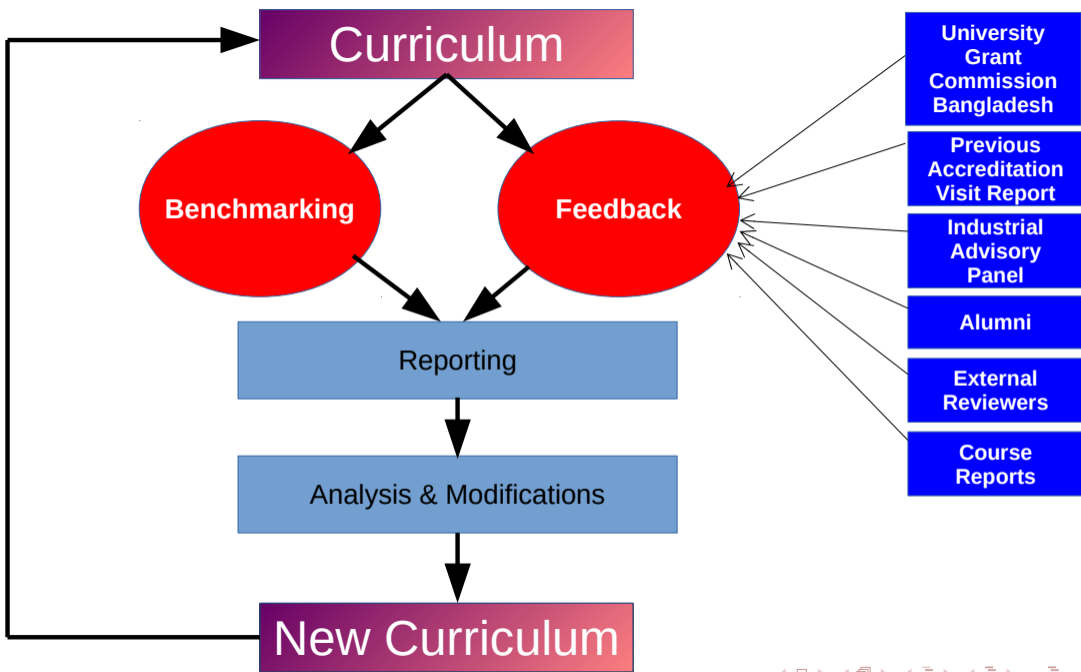 Curriculum
University
Grant
Commission
Bangladesh
Previous
Accreditation
Visit Report
Benchmarking
Feedback
Industrial
Advisory
Panel
Alumni
Reporting
External
Reviewers
Course
Reports
Analysis & Modifications
New Curriculum